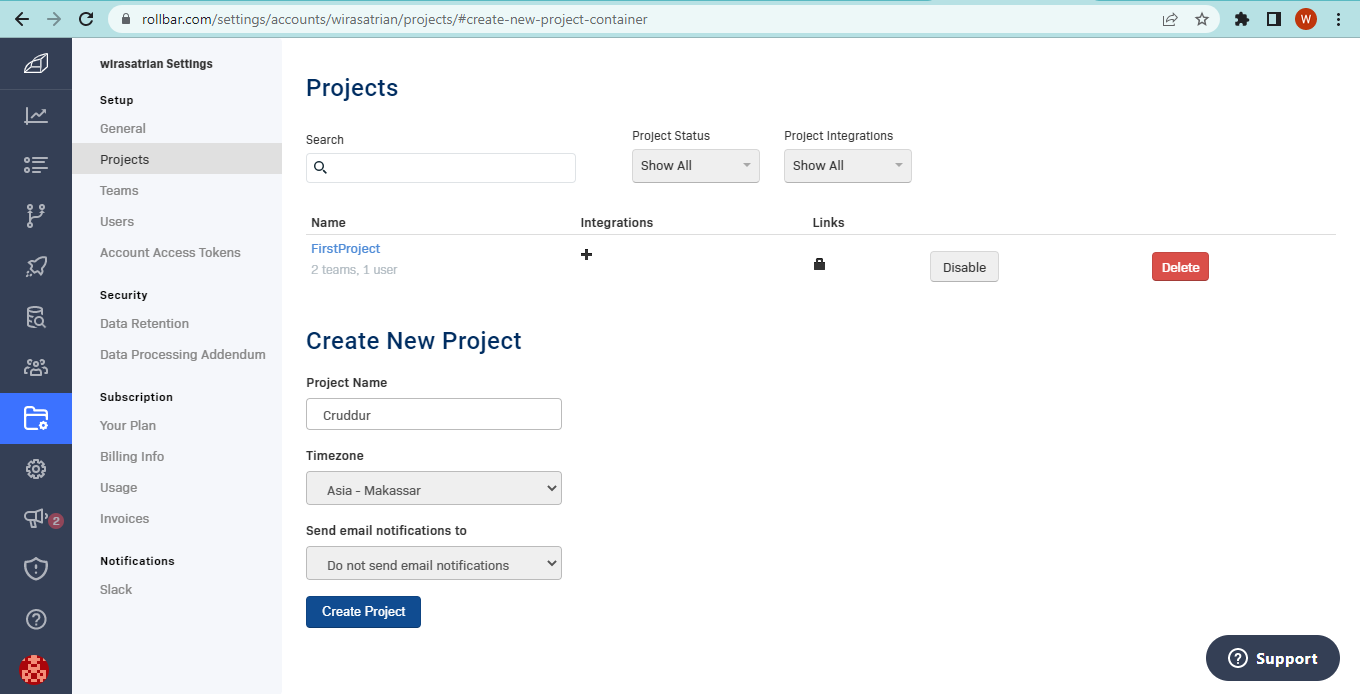 rollbar.com/settings/accounts/wirasatrian/projects/#create-new-project-container
W
wirasatrian Settings
Setup
General
Projects
Teams
Users
Account Access Tokens
Security
Data Retention
Data Processing Addendum
Subscription
Your Plan
Billing Info
Usage
Invoices
Notifications
Slack
2
Projects
Search
Project Status
Project Integrations
Show All
Show All
Name Integrations Links
FirstProject
2 teams, 1 user
Disable
Delete
Create New Project
Project Name
Cruddur
Timezone
Asia - Makassar
Send email notifications to
Do not send email notifications
Create Project
Support